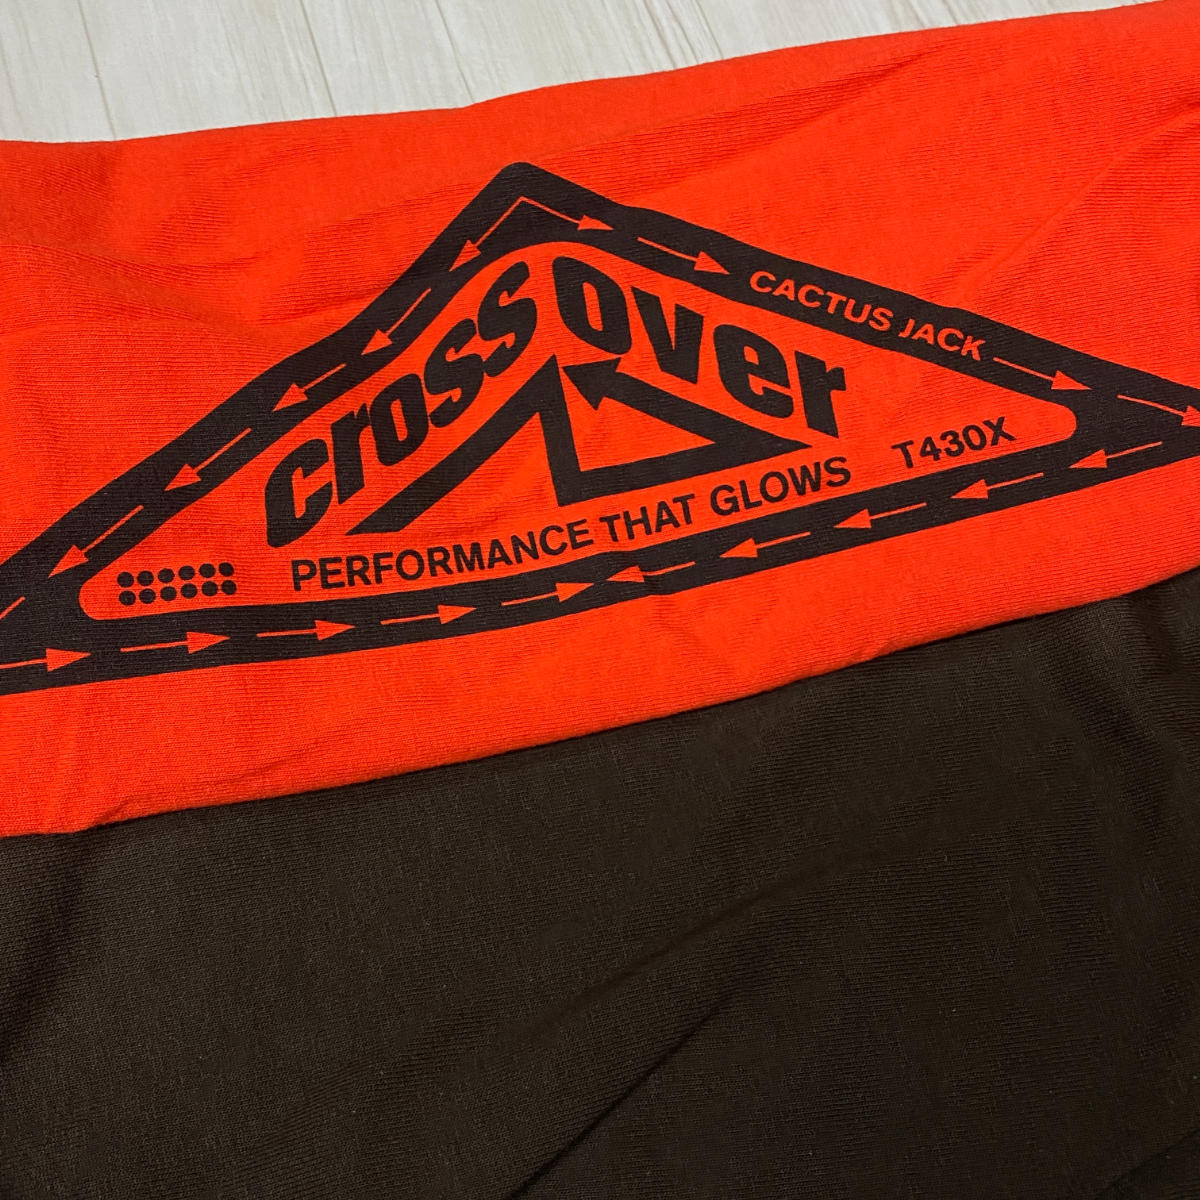 CACTUS JACK
cross over
T430X
PERFORMANCE THAT GLOWS